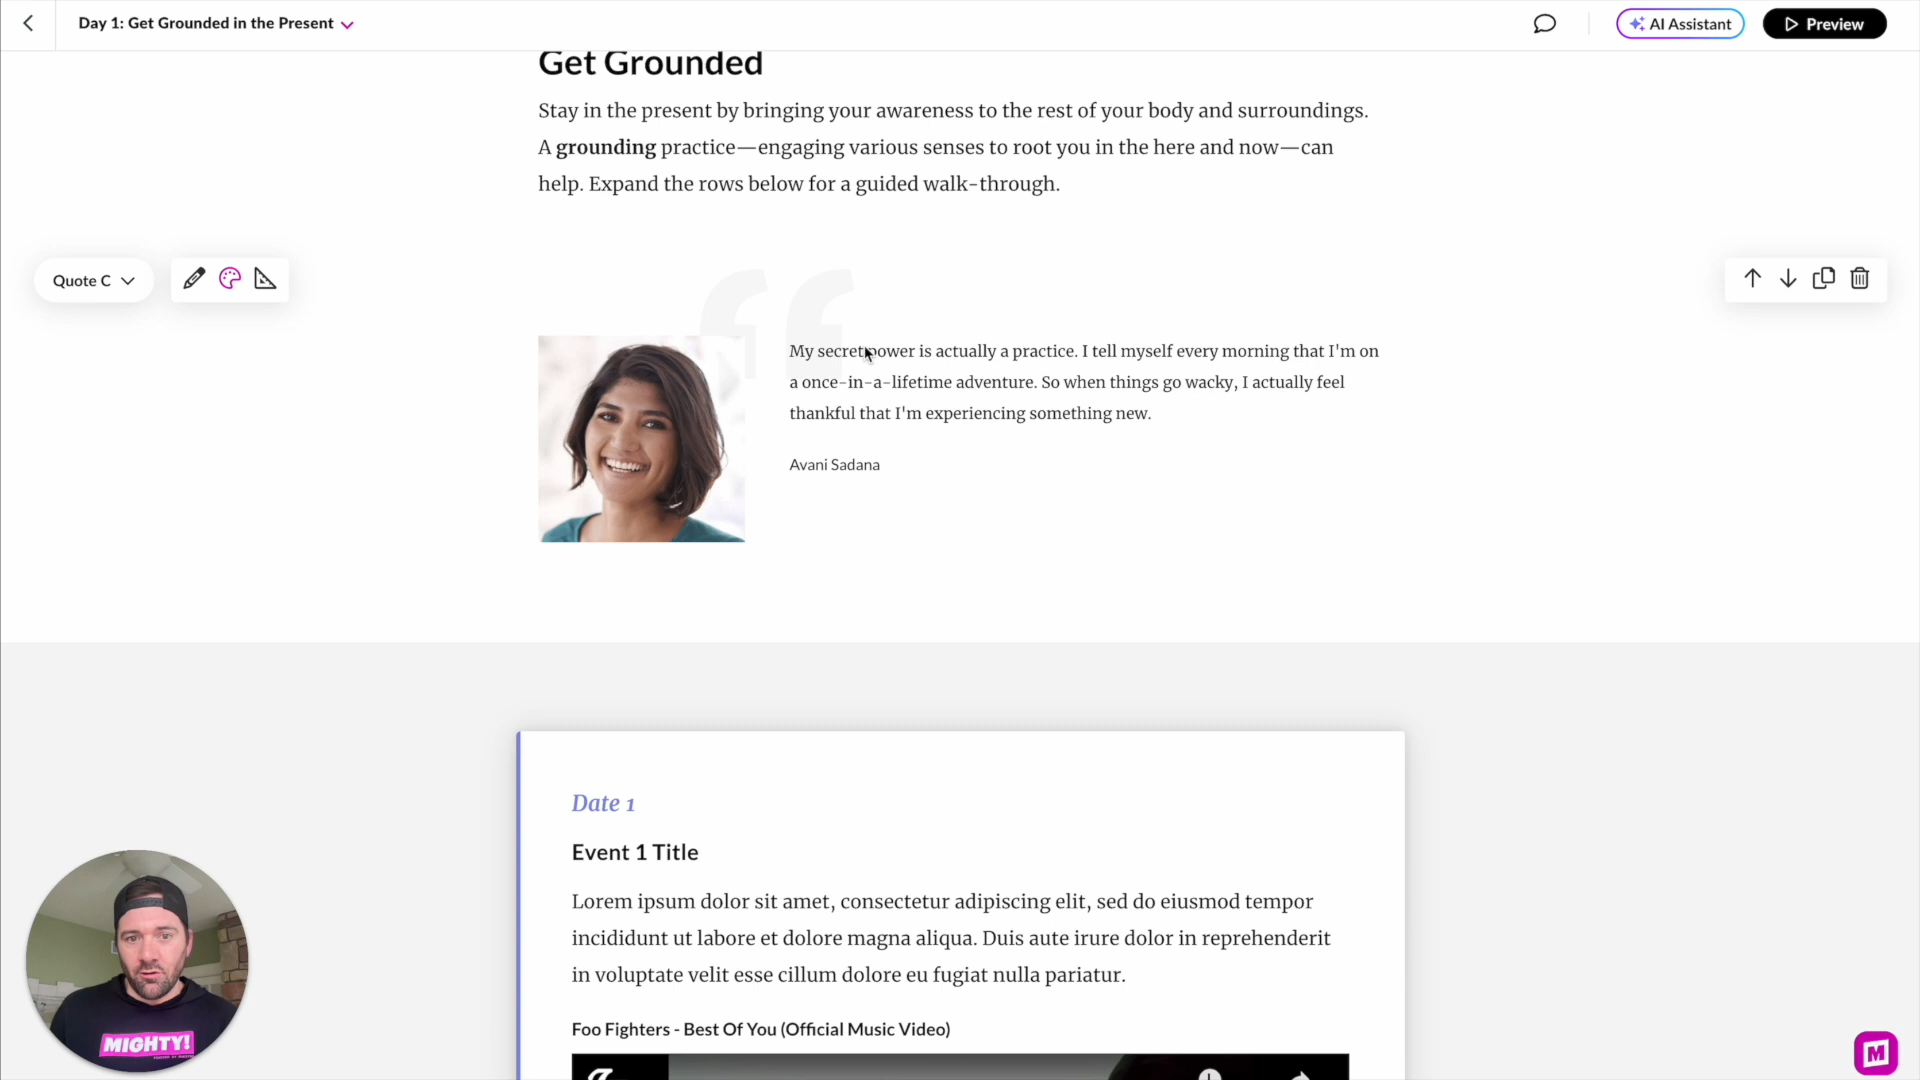 Day 1: Get Grounded in the Present
AI Assistant
Preview
Get Grounded
Stay in the present by bringing your awareness to the rest of your body and surroundings.
A grounding practice—engaging various senses to root you in the here and now—can
help. Expand the rows below for a guided walk-through.
Quote C
“
My secret power is actually a practice. I tell myself every morning that I'm on
a once-in-a-lifetime adventure. So when things go wacky, I actually feel
thankful that I'm experiencing something new.
Avani Sadana
Date 1
Event 1 Title
Lorem ipsum dolor sit amet, consectetur adipiscing elit, sed do eiusmod tempor
incididunt ut labore et dolore magna aliqua. Duis aute irure dolor in reprehenderit
in voluptate velit esse cillum dolore eu fugiat nulla pariatur.
Foo Fighters - Best Of You (Official Music Video)
MIGHTY!
M